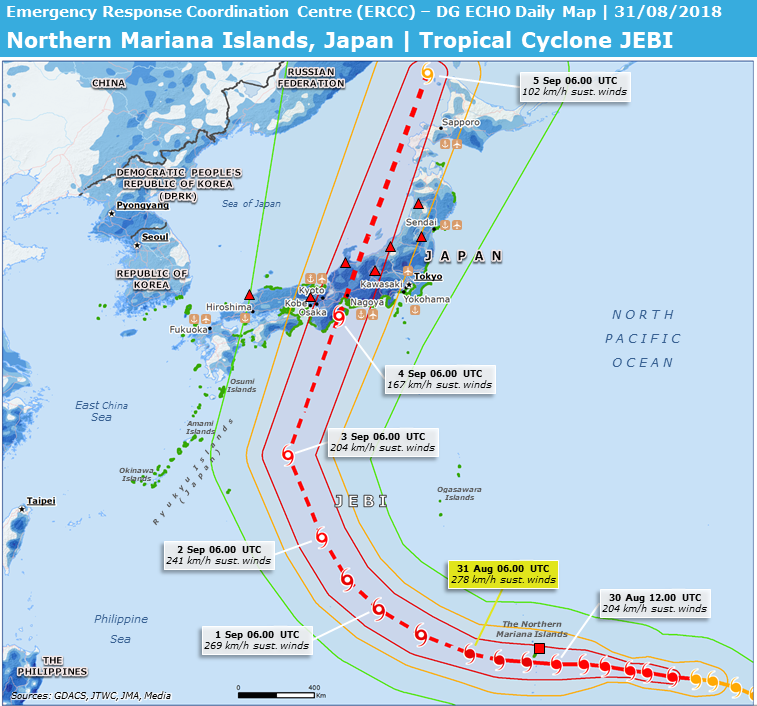 Emergency Response Coordination Centre (ERCC) – DG ECHO Daily Map | 31/08/2018
Northern Mariana Islands, Japan | Tropical Cyclone JEBI
RUSSIAN
FEDERATION
CHINA
5 Sep 06.00 UTC
102 km/h sust. winds
Sapporo
DEMOCRATIC PEOPLE'S
REPUBLIC OF KOREA
(DPRK)
Pyongyang
Sea of Japan
Sendai
Seoul
JAPAN
REPUBLIC OF
KOREA
Tokyo
Kawasaki
Kyoto
Yokohama
Nagoya
Kobe
Hiroshima
Osaka
Fukuoka
NORTH
PACIFIC
OCEAN
4 Sep 06.00 UTC
167 km/h sust. winds
Osumi
Islands
East China
Sea
Amami
Islands
3 Sep 06.00 UTC
204 km/h sust. winds
Ryukyu Islands
(Japan)
Okinawa
Islands
Ogasawara
Islands
JEBI
Taipei
2 Sep 06.00 UTC
241 km/h sust. winds
31 Aug 06.00 UTC
278 km/h sust. winds
30 Aug 12.00 UTC
204 km/h sust. winds
Philippine
Sea
The Northern
Mariana Islands
1 Sep 06.00 UTC
269 km/h sust. winds
THE
PHILIPPINES
Sources: GDACS, JTWC, JMA, Media
0 400
Km